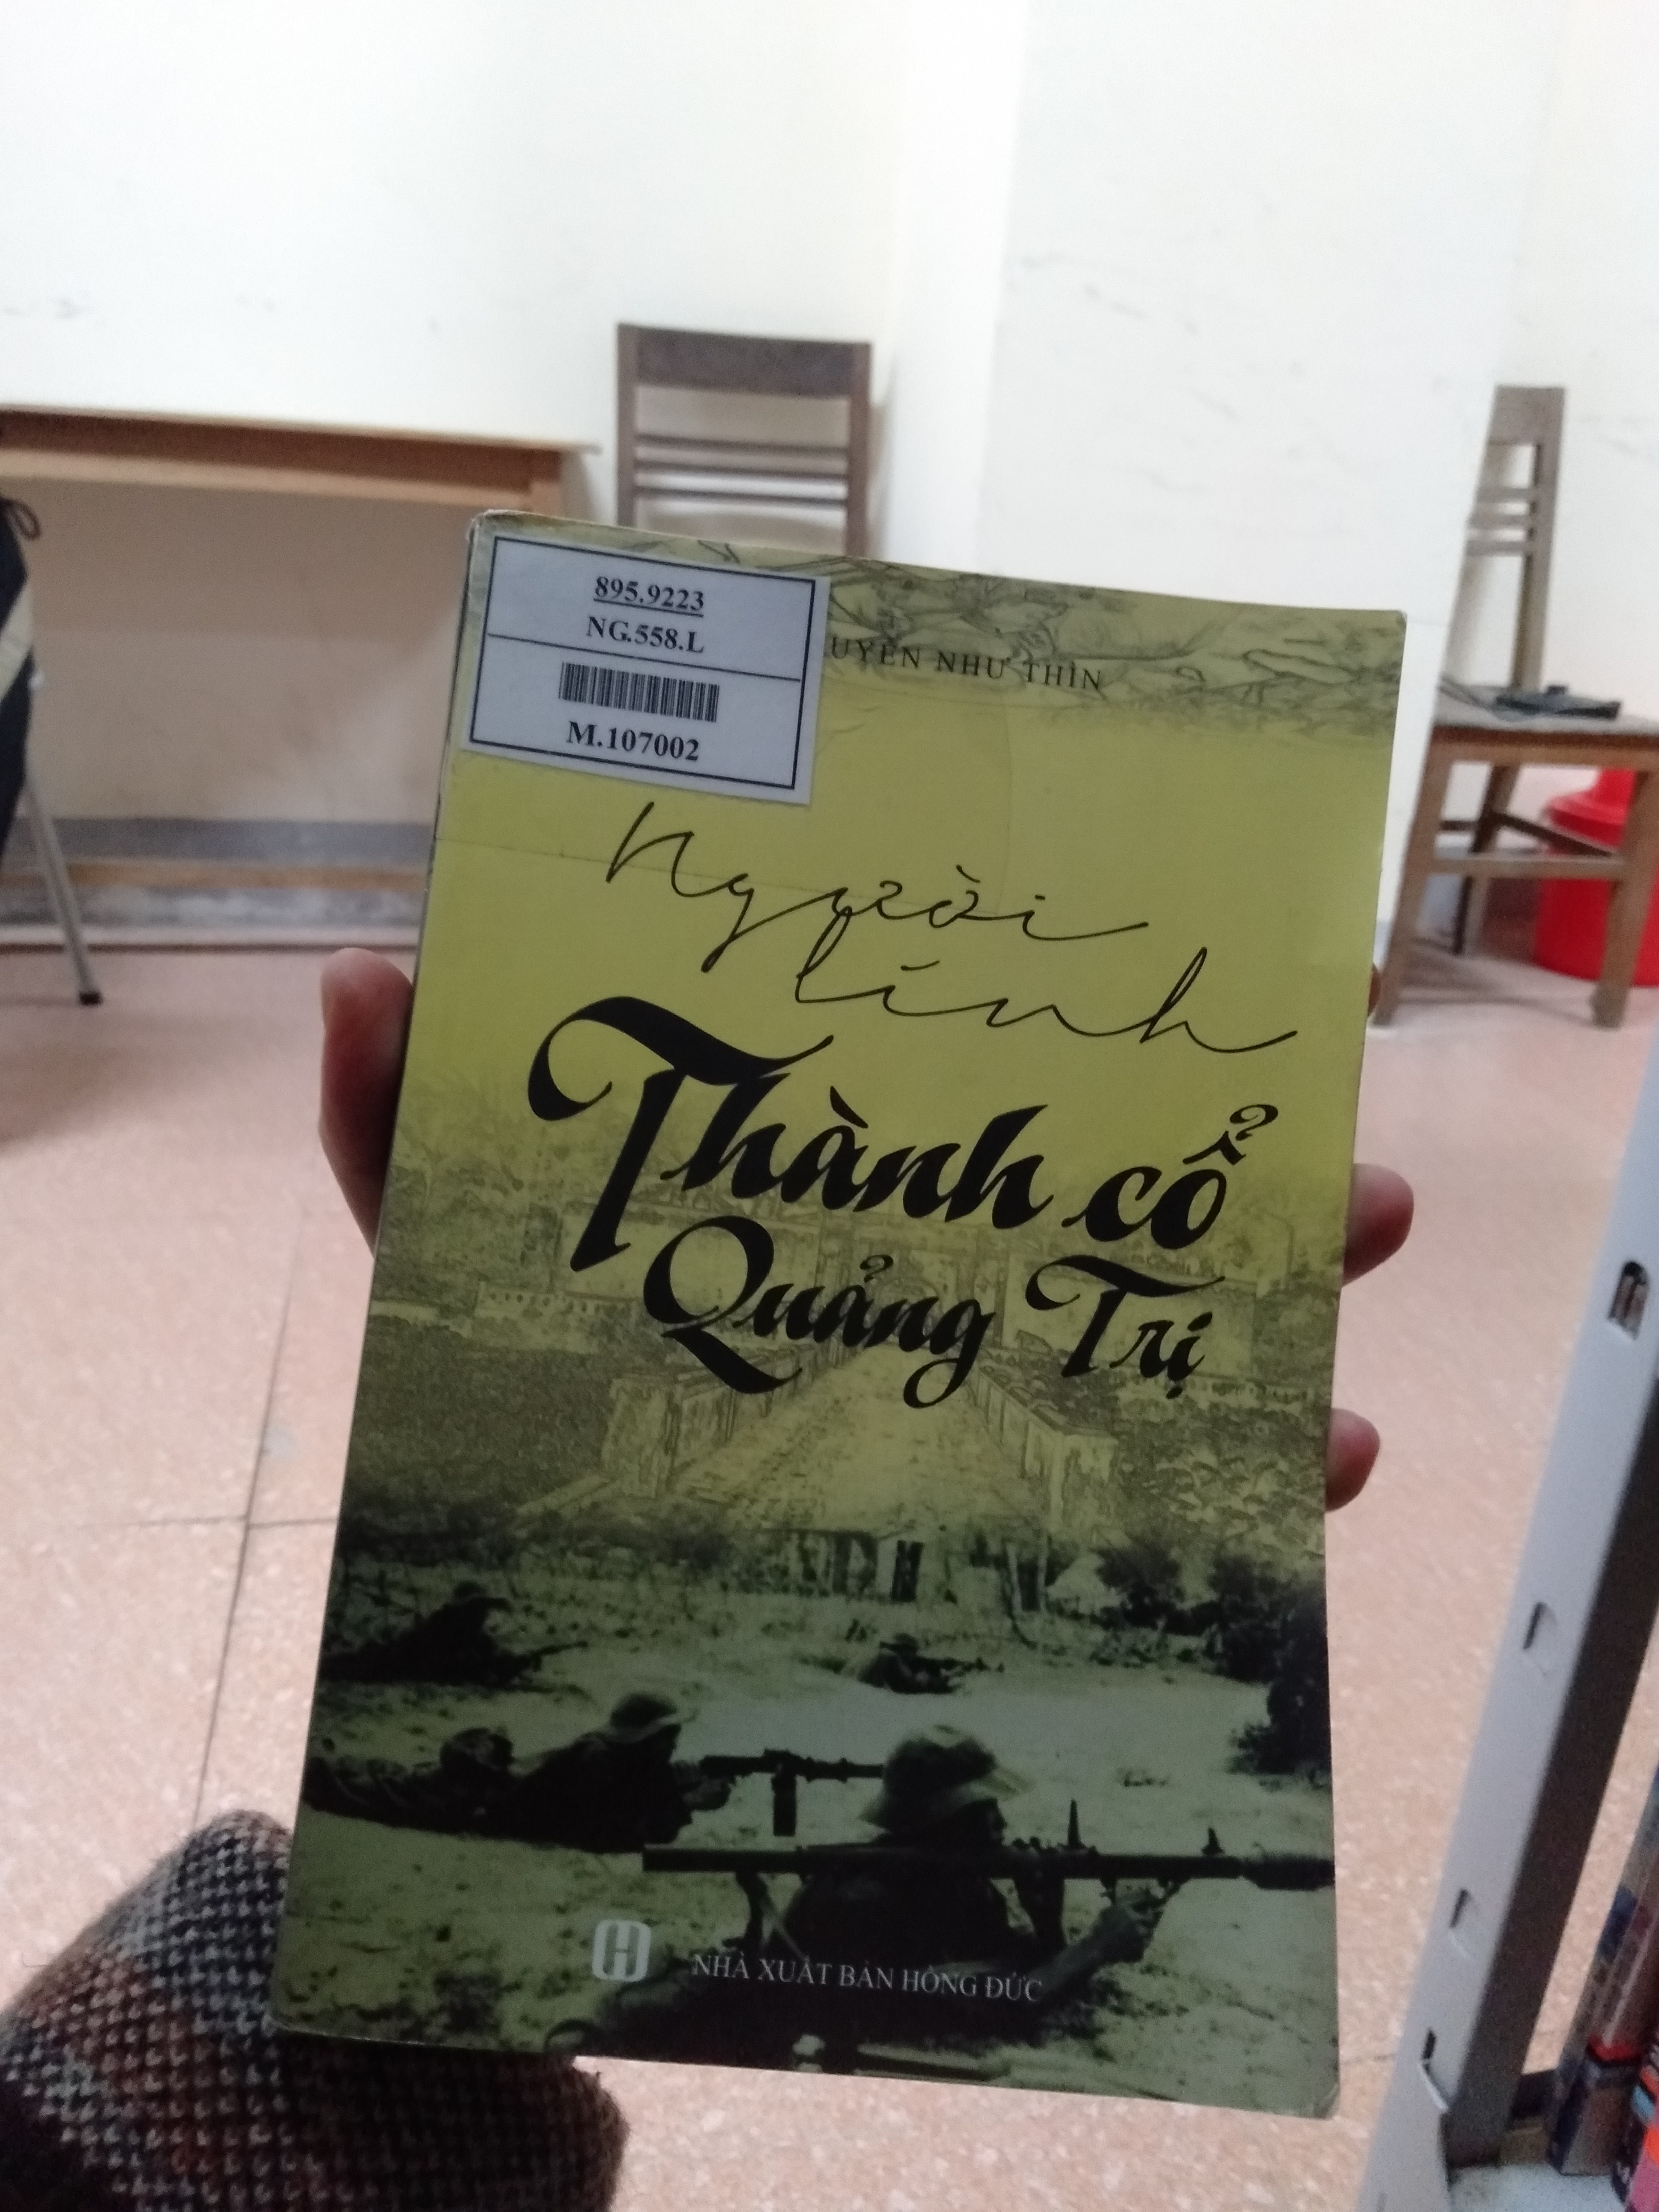 895.9223
NG.558.L
M.107002
NHƯ THÌN
Người
lính
Thành cổ
Quảng Trị
H
NHÀ XUẤT BẢN HỒNG ĐỨC